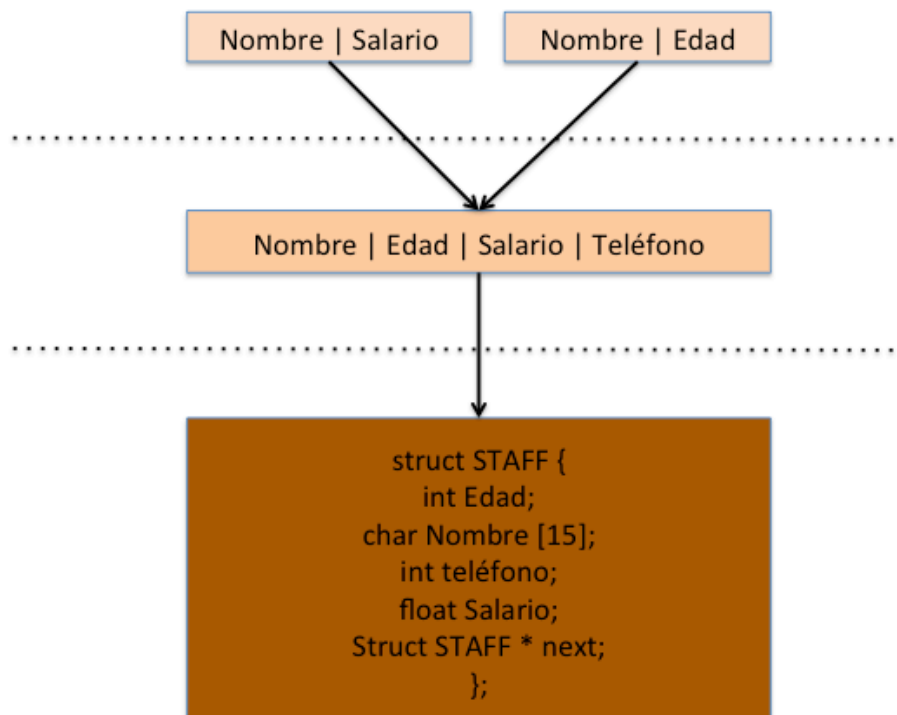 Nombre | Salario
Nombre | Edad
Nombre | Edad | Salario | Teléfono
struct STAFF {
int Edad;
char Nombre [15];
int teléfono;
float Salario;
Struct STAFF * next;
};